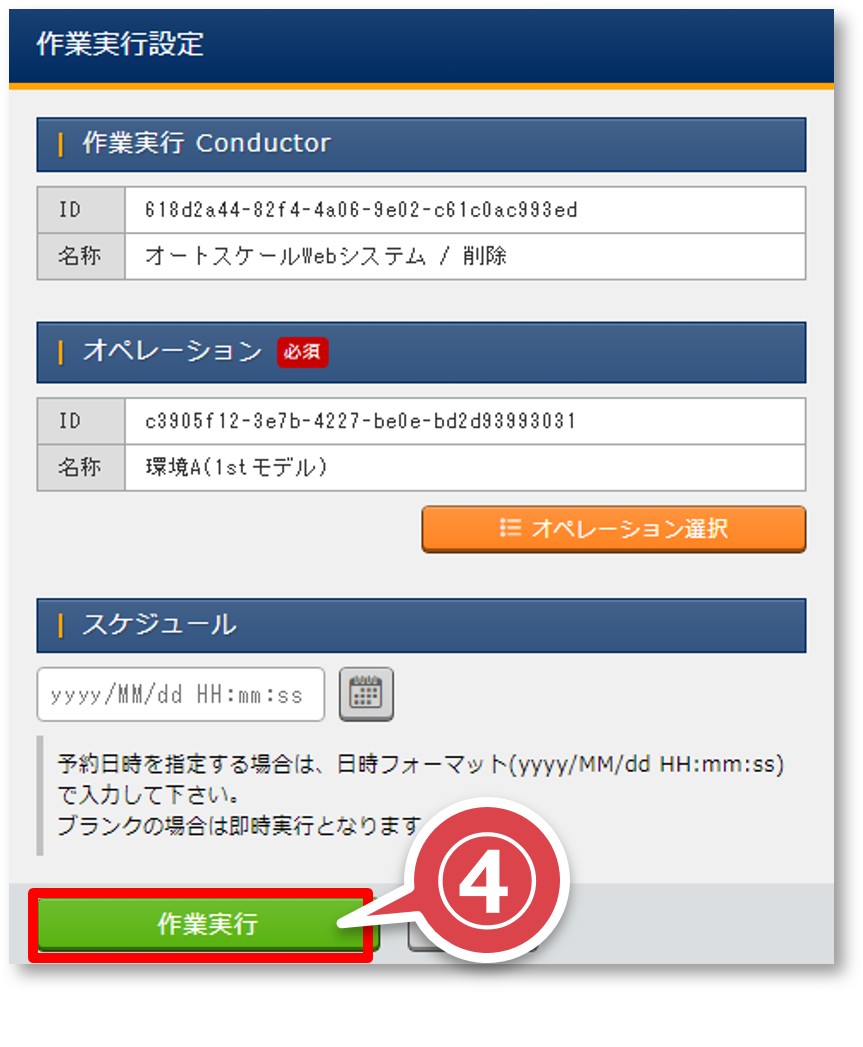 作業実行設定
作業実行 Conductor
ID 618d2a44-82f4-4a06-9e02-c61c0ac993ed
名称 オートスケールWebシステム / 削除
オペレーション 必須
ID c3905f12-3e7b-4227-be0e-bd2d93993031
名称 環境A(1stモデル)
オペレーション選択
スケジュール
yyyy/MM/dd HH:mm:ss
予約日時を指定する場合は、日時フォーマット(yyyy/MM/dd HH:mm:ss)
で入力して下さい。
ブランクの場合は即時実行となります
作業実行
④